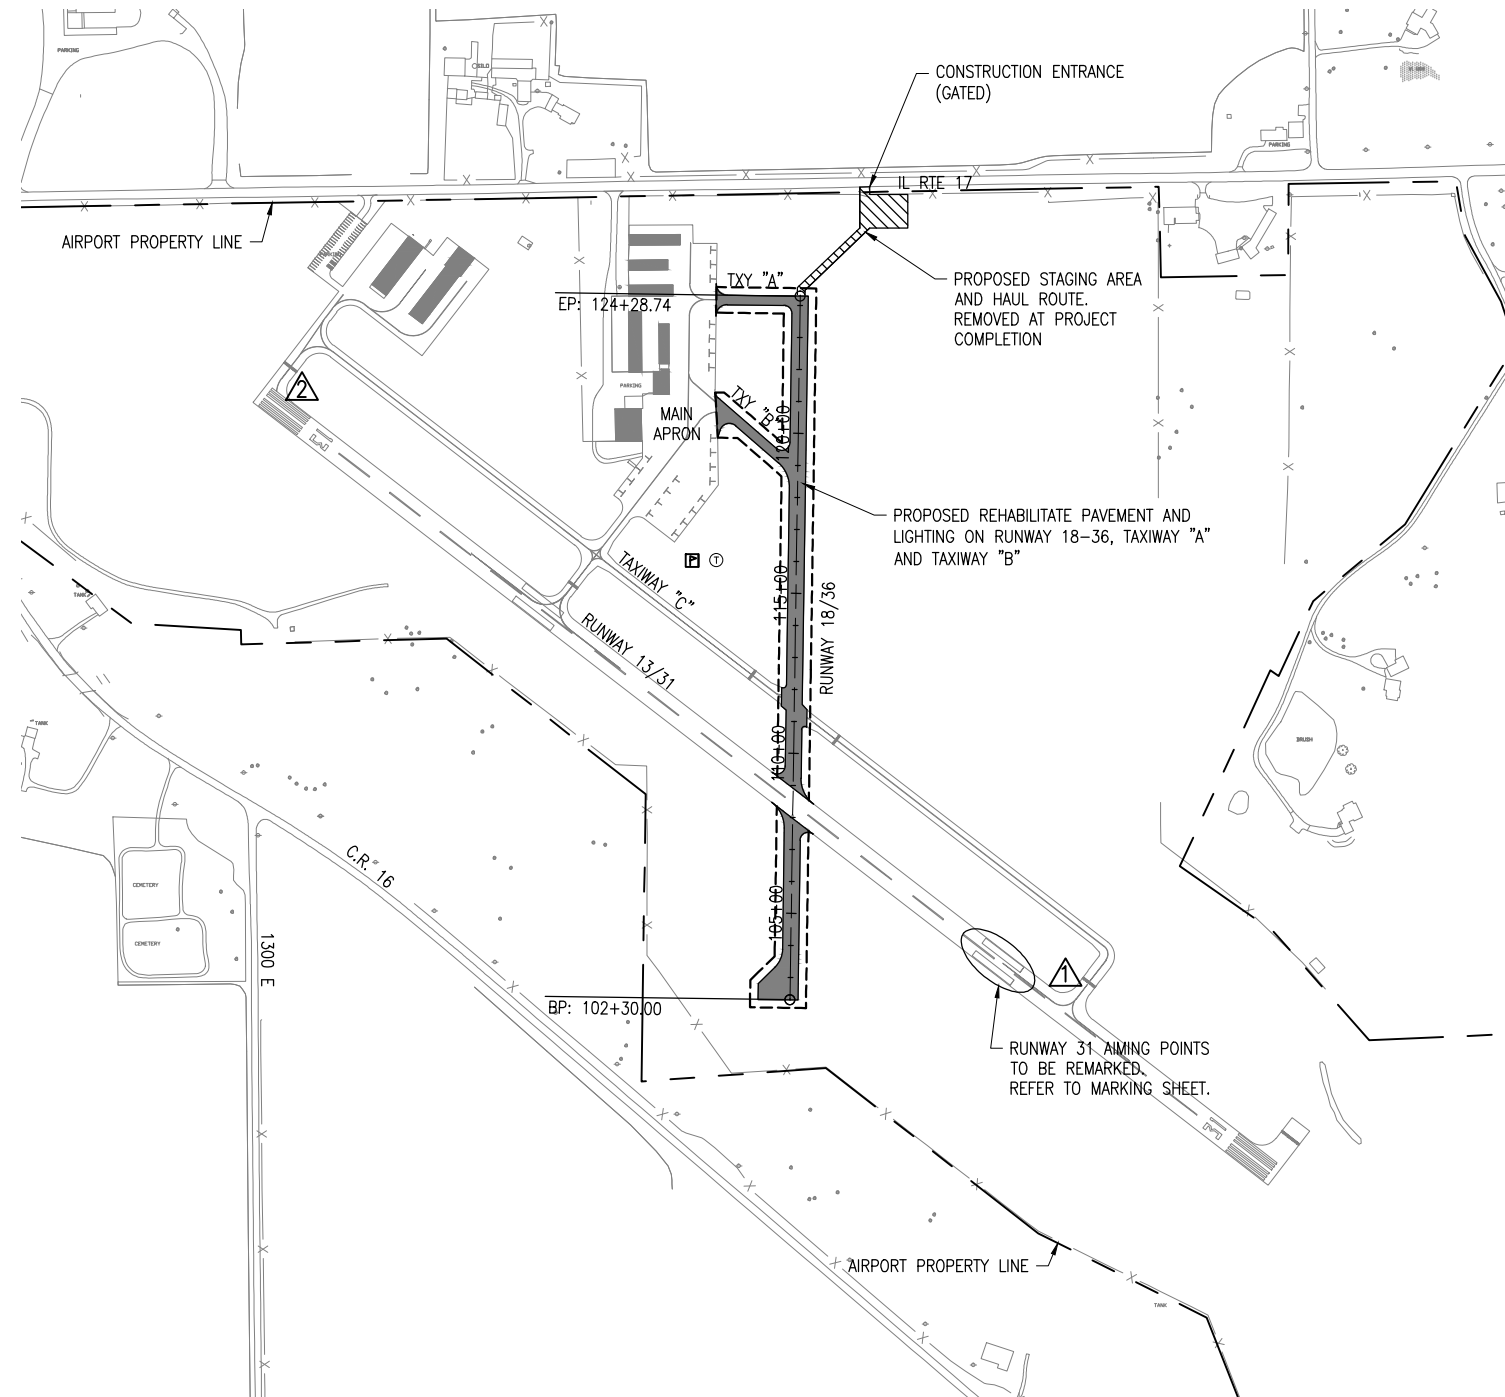 PARKING
SILO
CONSTRUCTION ENTRANCE
(GATED)
PARKING
IL RTE 17
AIRPORT PROPERTY LINE
PARKING
TXY "A"
EP: 124+28.74
PROPOSED STAGING AREA
AND HAUL ROUTE.
REMOVED AT PROJECT
COMPLETION
2
PARKING
TXY "B"
MAIN
APRON
120+00
PROPOSED REHABILITATE PAVEMENT AND
LIGHTING ON RUNWAY 18-36, TAXIWAY "A"
AND TAXIWAY "B"
P
T
TAXIWAY "C"
115+00
RUNWAY 18/36
TANK
RUNWAY 13/31
TANK
110+00
BRUSH
C.R. 16
CEMETERY
105+00
CEMETERY
1300 E
1
BP: 102+30.00
RUNWAY 31 AIMING POINTS
TO BE REMARKED.
REFER TO MARKING SHEET.
AIRPORT PROPERTY LINE
TANK